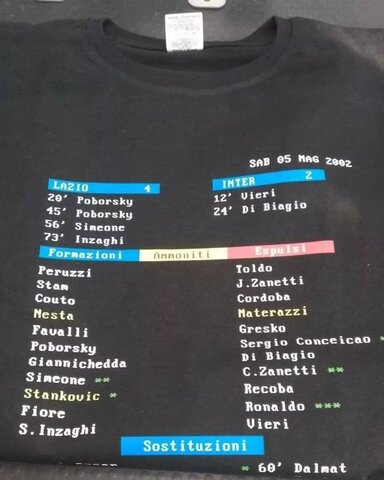 SAB 05 MAG 2002
LAZIO 4
20' Poborsky
45' Poborsky
56' Simeone
73' Inzaghi
INTER 2
12' Vieri
24' Di Biagio
Formazioni Ammoniti Espulsi
Peruzzi
Stam
Couto
Nesta
Favalli
Poborsky
Giannichedda
Simeone **
Stankovic *
Fiore
S. Inzaghi
Toldo
J.Zanetti
Cordoba
Materazzi
Gresko
Sergio Conceicao *
Di Biagio
C.Zanetti **
Recoba
Ronaldo ***
Vieri
Sostituzioni
* 60' Dalmat